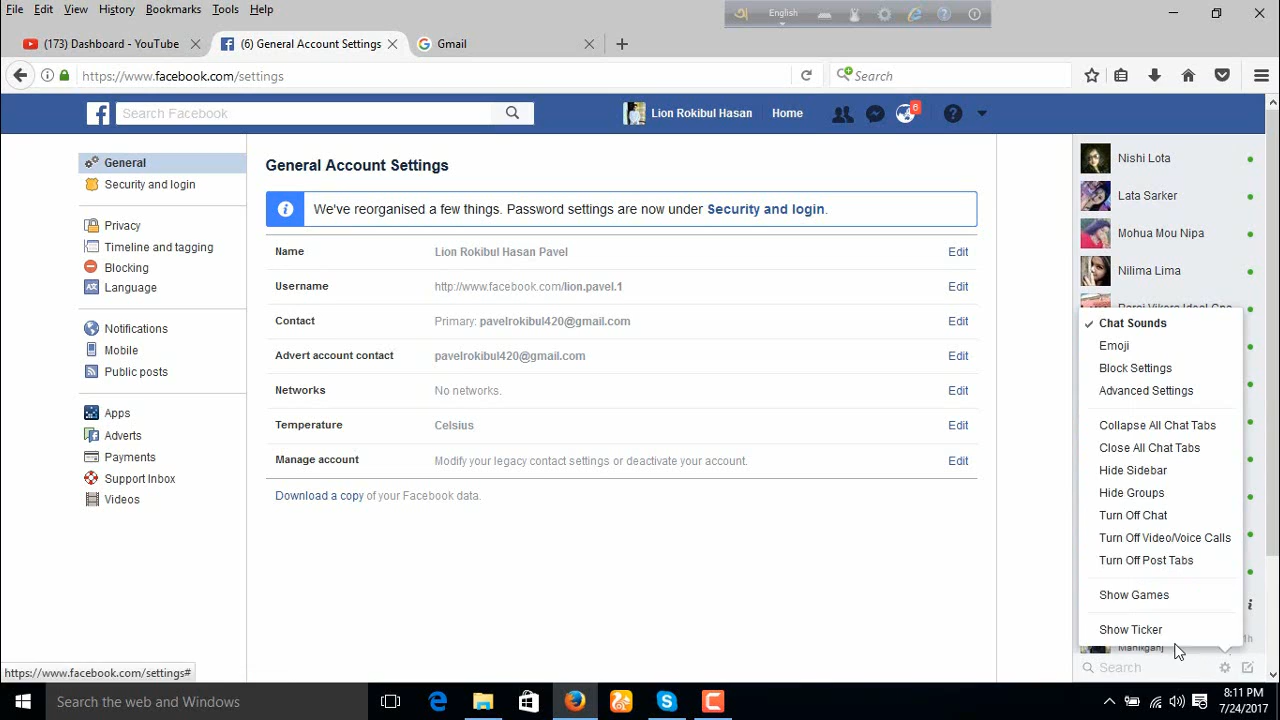 File Edit View History Bookmarks Tools Help
English
(173) Dashboard - YouTube
(6) General Account Settings
Gmail
https://www.facebook.com/settings
Search
Search Facebook
Lion Rokibul Hasan
Home
6
General
Security and login
Privacy
Timeline and tagging
Blocking
Language
Notifications
Mobile
Public posts
Apps
Adverts
Payments
Support Inbox
Videos
General Account Settings
We've reorganised a few things. Password settings are now under Security and login.
Name Lion Rokibul Hasan Pavel Edit
Username http://www.facebook.com/lion.pavel.1 Edit
Contact Primary: pavelrokibul420@gmail.com Edit
Advert account contact pavelrokibul420@gmail.com Edit
Networks No networks. Edit
Temperature Celsius Edit
Manage account Modify your legacy contact settings or deactivate your account. Edit
Download a copy of your Facebook data.
Nishi Lota
Lata Sarker
Mohua Mou Nipa
Nilima Lima
Chat Sounds
Emoji
Block Settings
Advanced Settings
Collapse All Chat Tabs
Close All Chat Tabs
Hide Sidebar
Hide Groups
Turn Off Chat
Turn Off Video/Voice Calls
Turn Off Post Tabs
Show Games
Show Ticker
1h
Manikganj
Search
https://www.facebook.com/settings#
Search the web and Windows
8:11 PM
7/24/2017